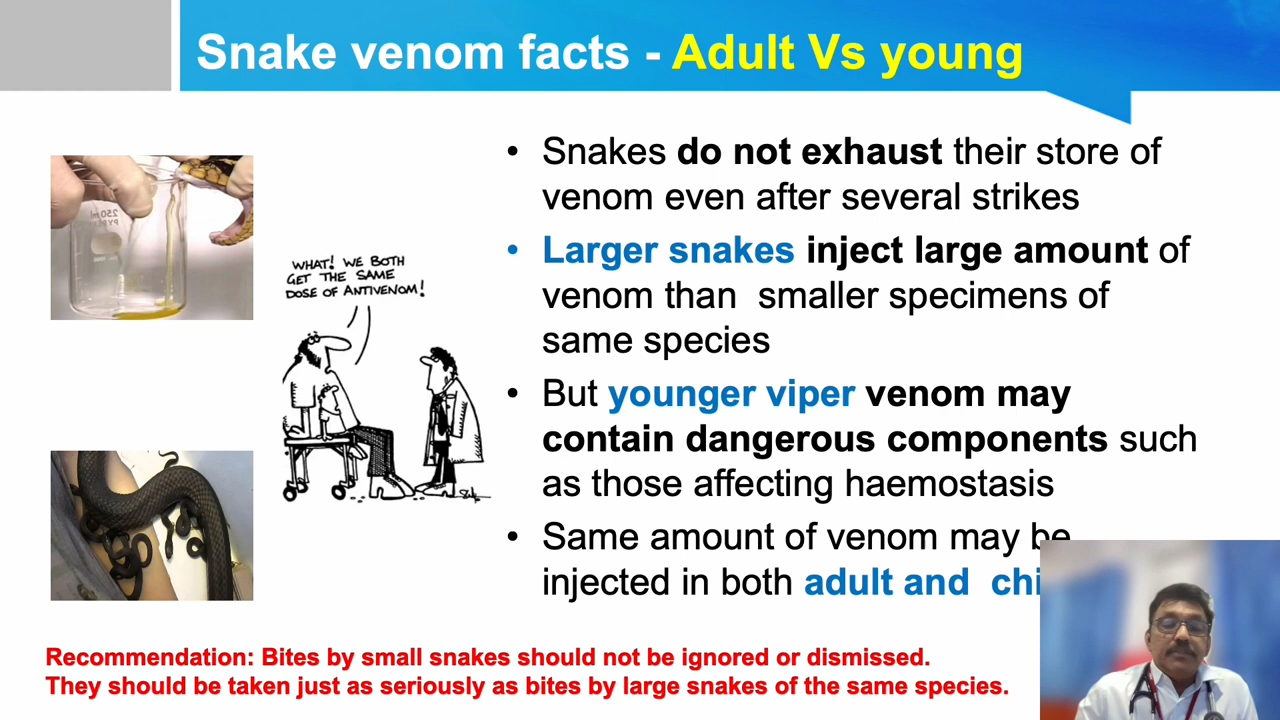 Snake venom facts - Adult Vs young
WHAT! WE BOTH
GET THE SAME
DOSE OF ANTIVENOM!
• Snakes do not exhaust their store of
venom even after several strikes
• Larger snakes inject large amount of
venom than smaller specimens of
same species
• But younger viper venom may
contain dangerous components such
as those affecting haemostasis
• Same amount of venom may be
injected in both adult and chi
Recommendation: Bites by small snakes should not be ignored or dismissed.
They should be taken just as seriously as bites by large snakes of the same species.
250 ml